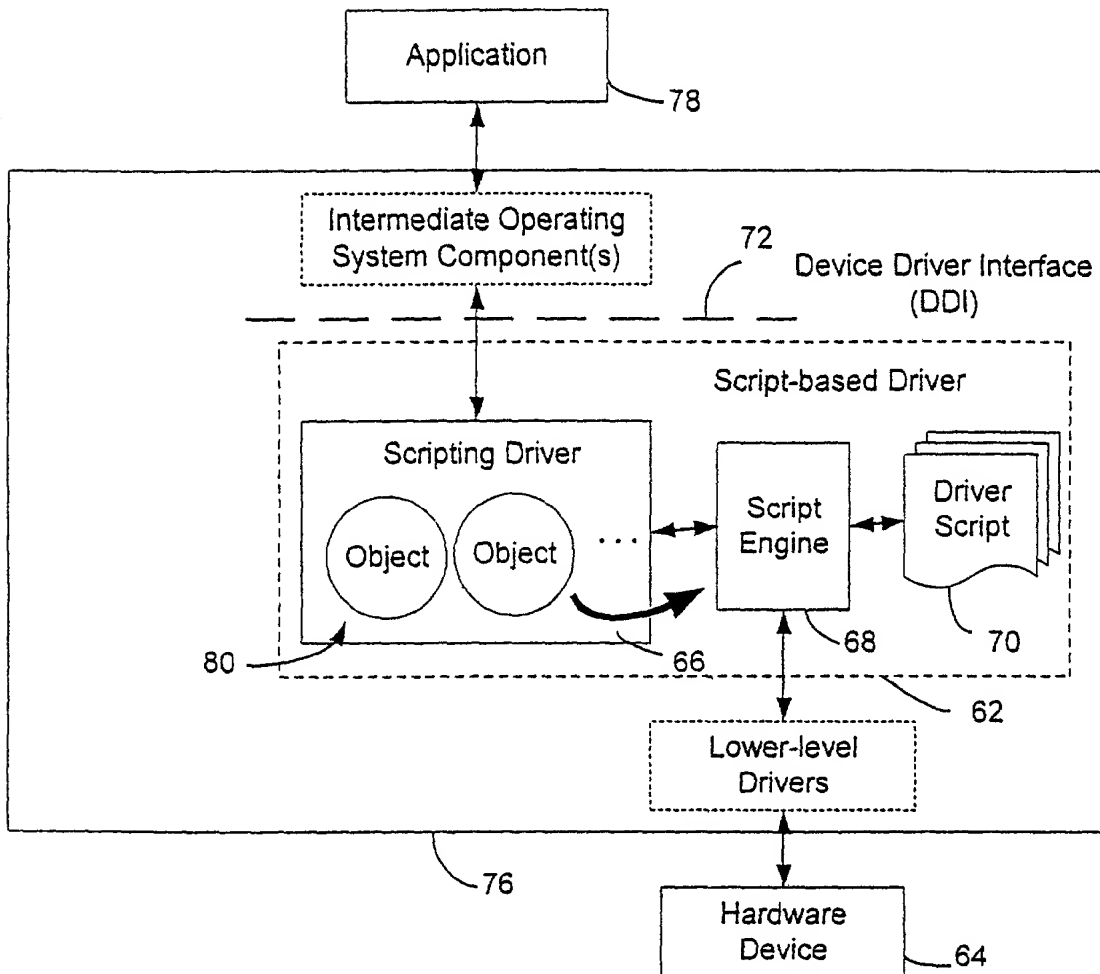 Application
78
Intermediate Operating
System Component(s)
72
Device Driver Interface
(DDI)
Script-based Driver
Scripting Driver
Object
Object
...
Script
Engine
Driver
Script
80
66
68
70
62
Lower-level
Drivers
76
Hardware
Device
64